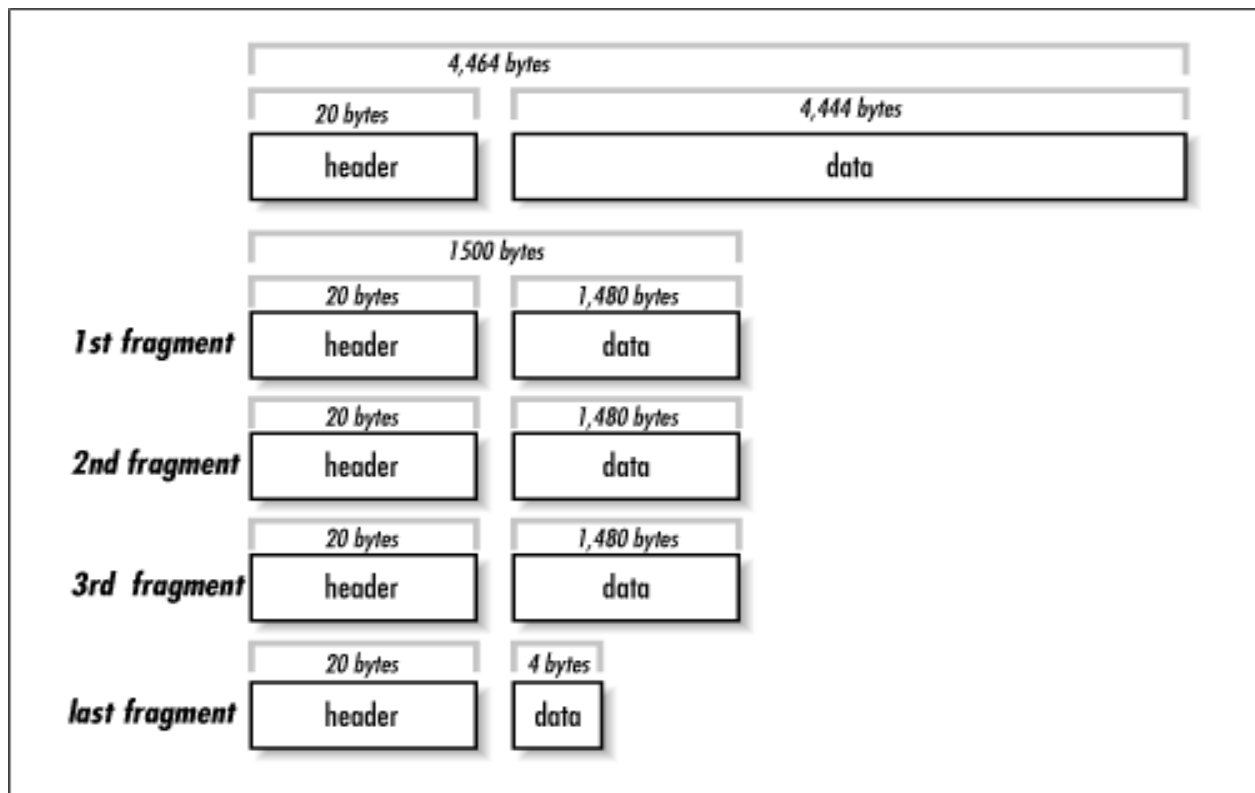 4,464 bytes
20 bytes
4,444 bytes
header
data
1500 bytes
20 bytes
1,480 bytes
1st fragment
header
data
20 bytes
1,480 bytes
2nd fragment
header
data
20 bytes
1,480 bytes
3rd fragment
header
data
20 bytes
4 bytes
last fragment
header
data